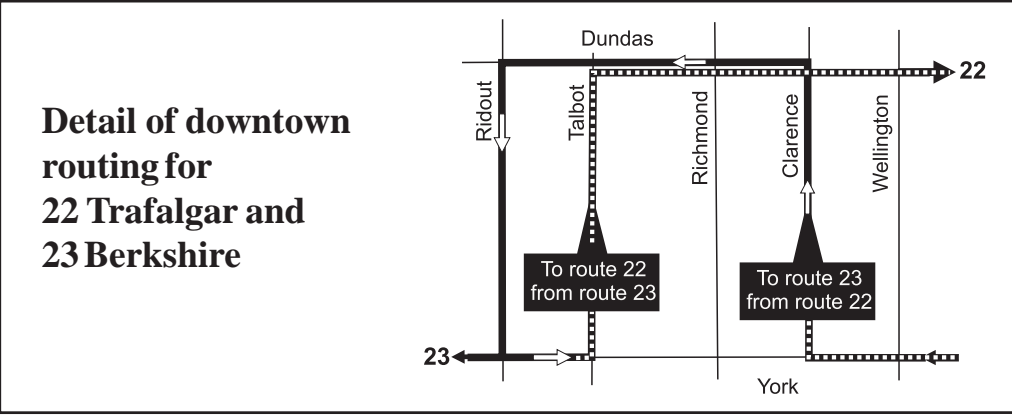 Detail of downtown
routing for
22 Trafalgar and
23 Berkshire
Dundas
22
Ridout
Talbot
Richmond
Clarence
Wellington
To route 22
from route 23
To route 23
from route 22
23
York